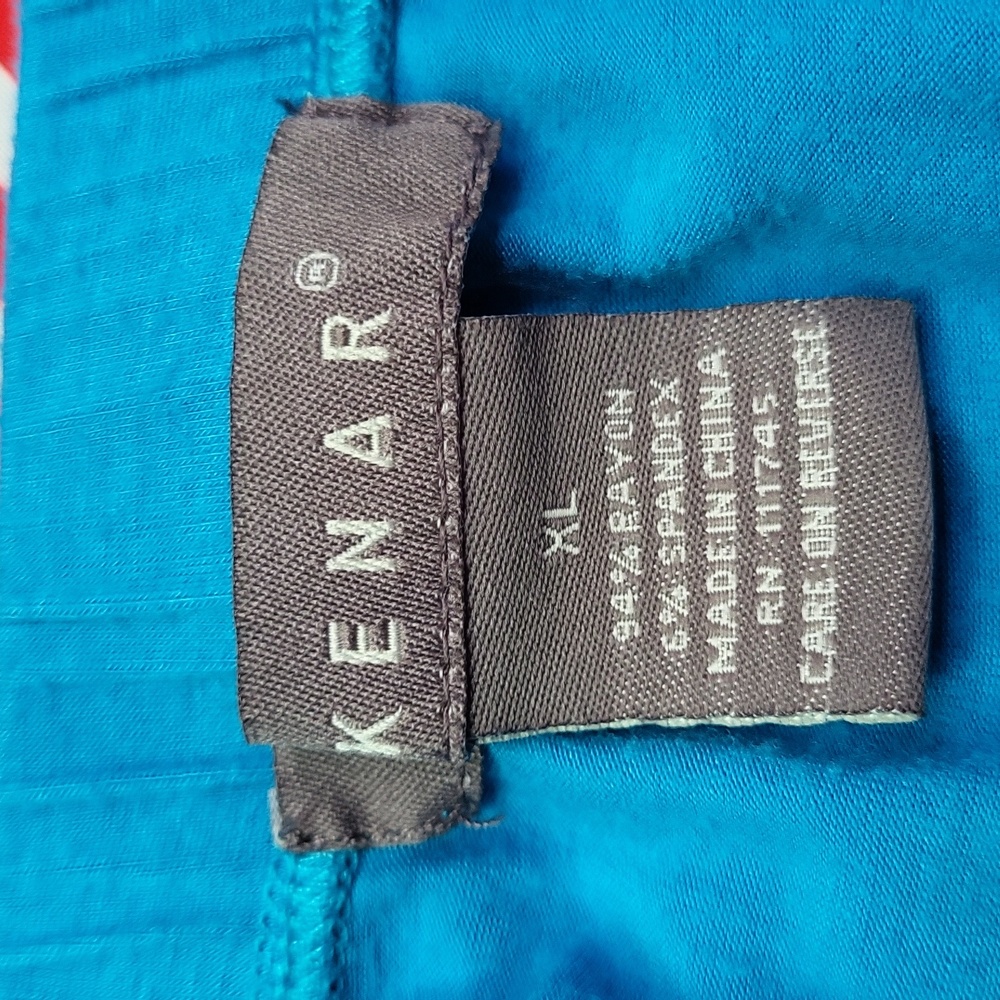 KENAR®
XL
94% RAYON
6% SPANDEX
MADE IN CHINA
RN 111745
CARE ON REVERSE